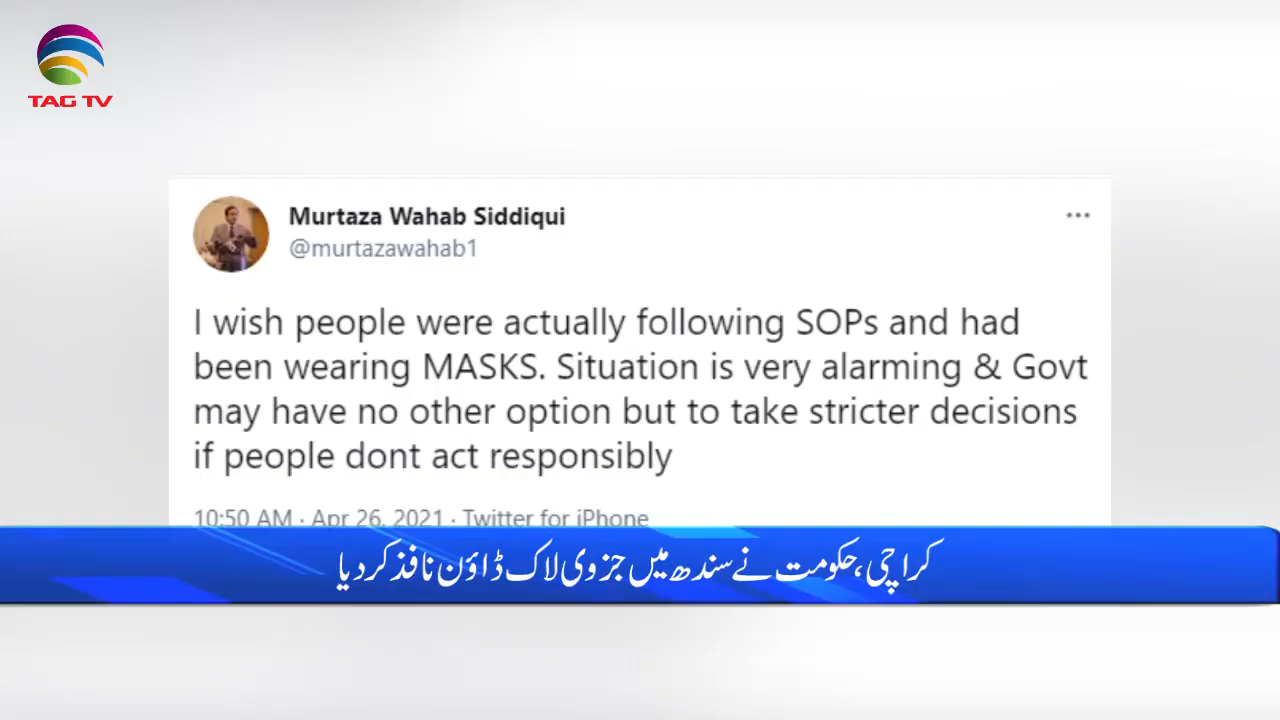 TAG TV
Murtaza Wahab Siddiqui
@murtazawahab1
I wish people were actually following SOPs and had
been wearing MASKS. Situation is very alarming & Govt
may have no other option but to take stricter decisions
if people dont act responsibly
10:50 AM · Apr 26, 2021 · Twitter for iPhone
کراچی، حکومت نے سندھ میں جزوی لاک ڈاؤن نافذ کر دیا